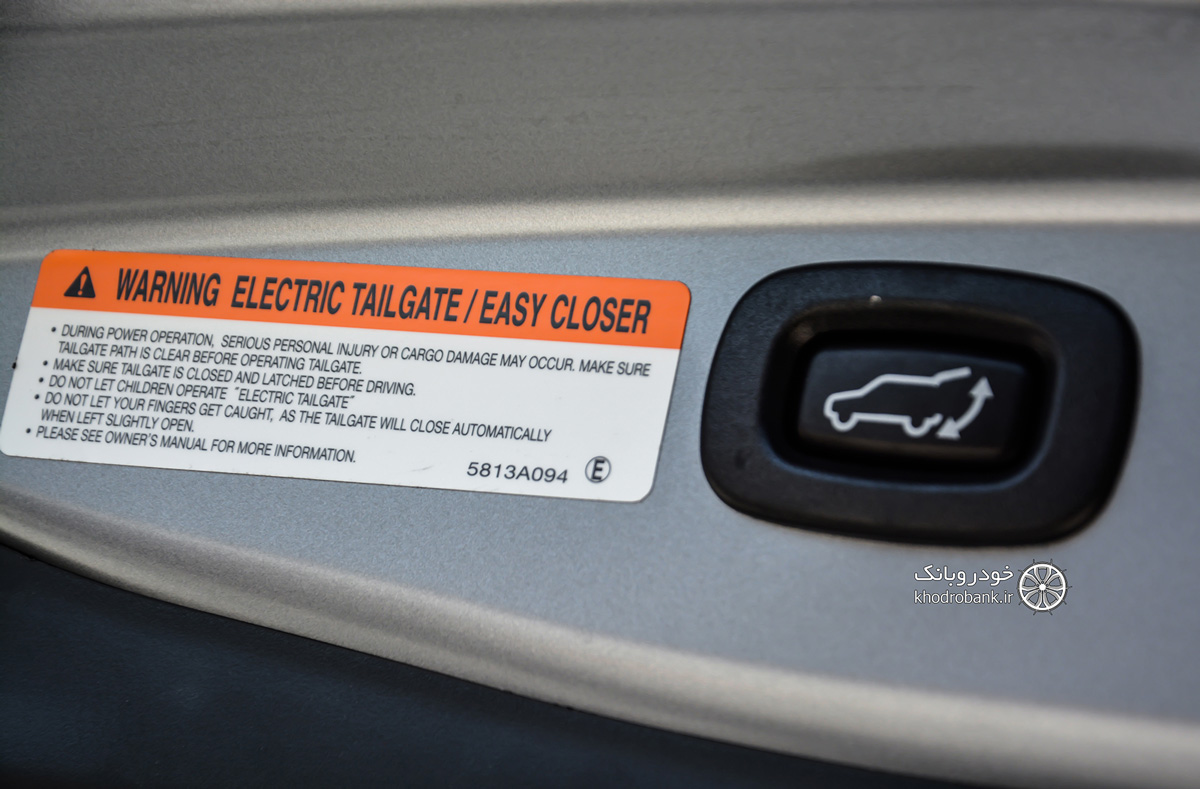 WARNING ELECTRIC TAILGATE / EASY CLOSER
• DURING POWER OPERATION, SERIOUS PERSONAL INJURY OR CARGO DAMAGE MAY OCCUR. MAKE SURE
TAILGATE PATH IS CLEAR BEFORE OPERATING TAILGATE.
• MAKE SURE TAILGATE IS CLOSED AND LATCHED BEFORE DRIVING.
• DO NOT LET CHILDREN OPERATE "ELECTRIC TAILGATE"
• DO NOT LET YOUR FINGERS GET CAUGHT, AS THE TAILGATE WILL CLOSE AUTOMATICALLY
WHEN LEFT SLIGHTLY OPEN.
• PLEASE SEE OWNER'S MANUAL FOR MORE INFORMATION.
5813A094 E
خودروبانک
khodrobank.ir